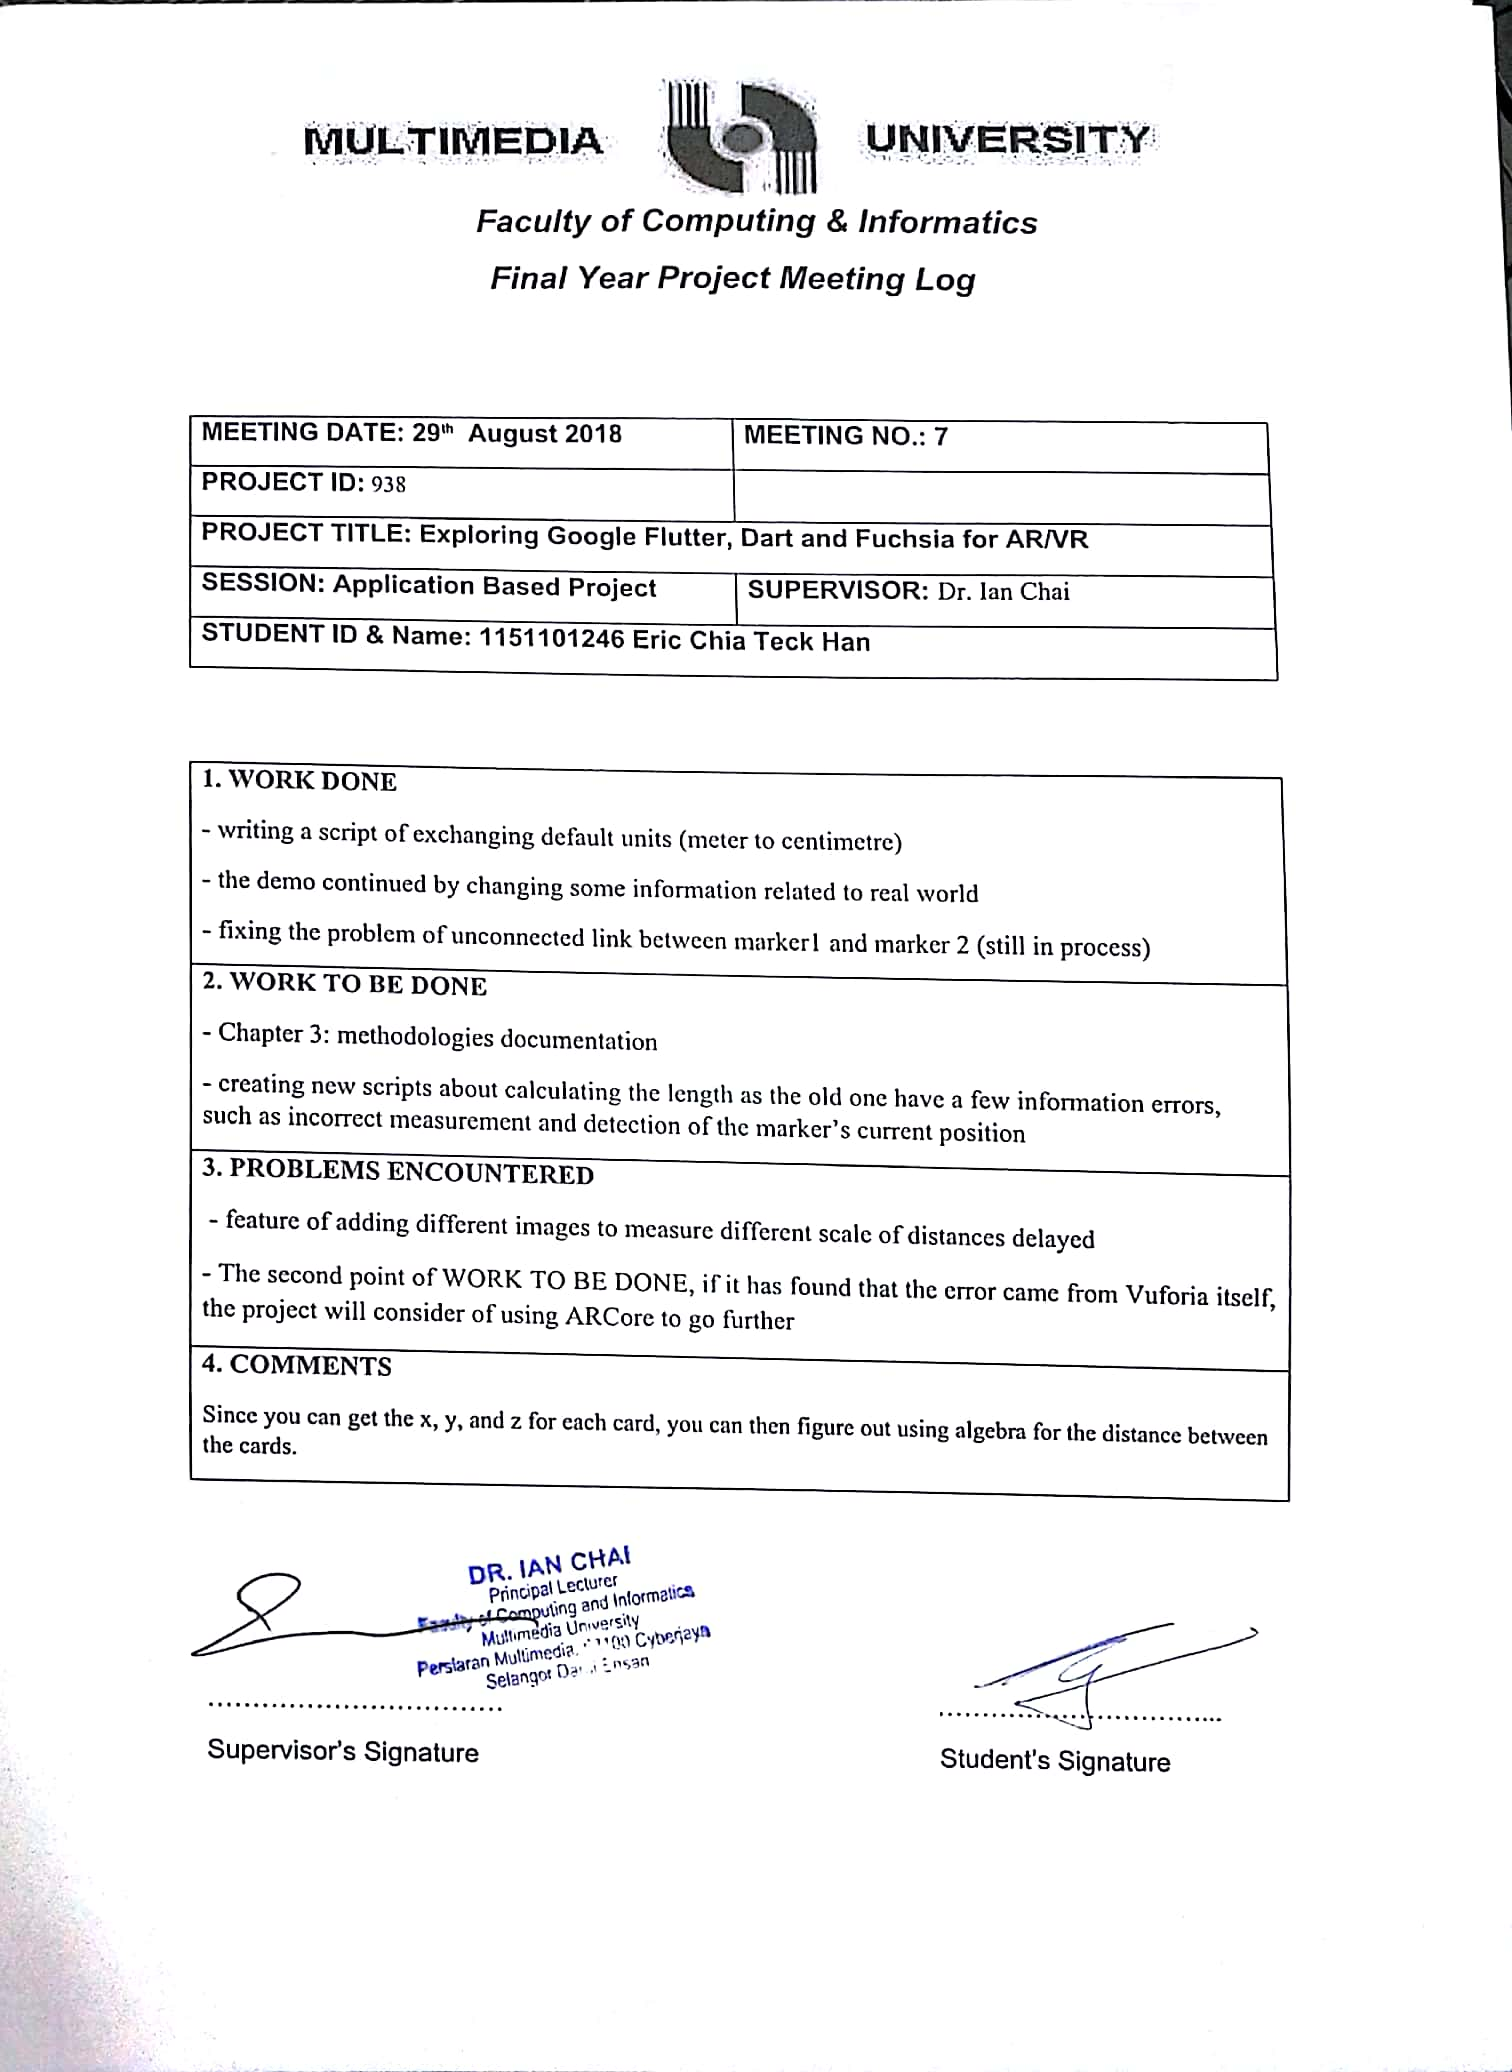 MULTIMEDIA UNIVERSITY
Faculty of Computing & Informatics
Final Year Project Meeting Log
MEETING DATE: 29th August 2018
MEETING NO.: 7
PROJECT ID: 938
PROJECT TITLE: Exploring Google Flutter, Dart and Fuchsia for AR/VR
SESSION: Application Based Project
SUPERVISOR: Dr. Ian Chai
STUDENT ID & Name: 1151101246 Eric Chia Teck Han
1. WORK DONE
- writing a script of exchanging default units (meter to centimetre)
- the demo continued by changing some information related to real world
- fixing the problem of unconnected link between marker1 and marker 2 (still in process)
2. WORK TO BE DONE
- Chapter 3: methodologies documentation
- creating new scripts about calculating the length as the old one have a few information errors,
such as incorrect measurement and detection of the marker's current position
3. PROBLEMS ENCOUNTERED
- feature of adding different images to measure different scale of distances delayed
- The second point of WORK TO BE DONE, if it has found that the error came from Vuforia itself,
the project will consider of using ARCore to go further
4. COMMENTS
Since you can get the x, y, and z for each card, you can then figure out using algebra for the distance between
the cards.
DR. IAN CHAI
Principal Lecturer
Faculty of Computing and Informatics
Multimedia University
Persiaran Multimedia, Cyberjaya
Selangor
Supervisor's Signature
Student's Signature